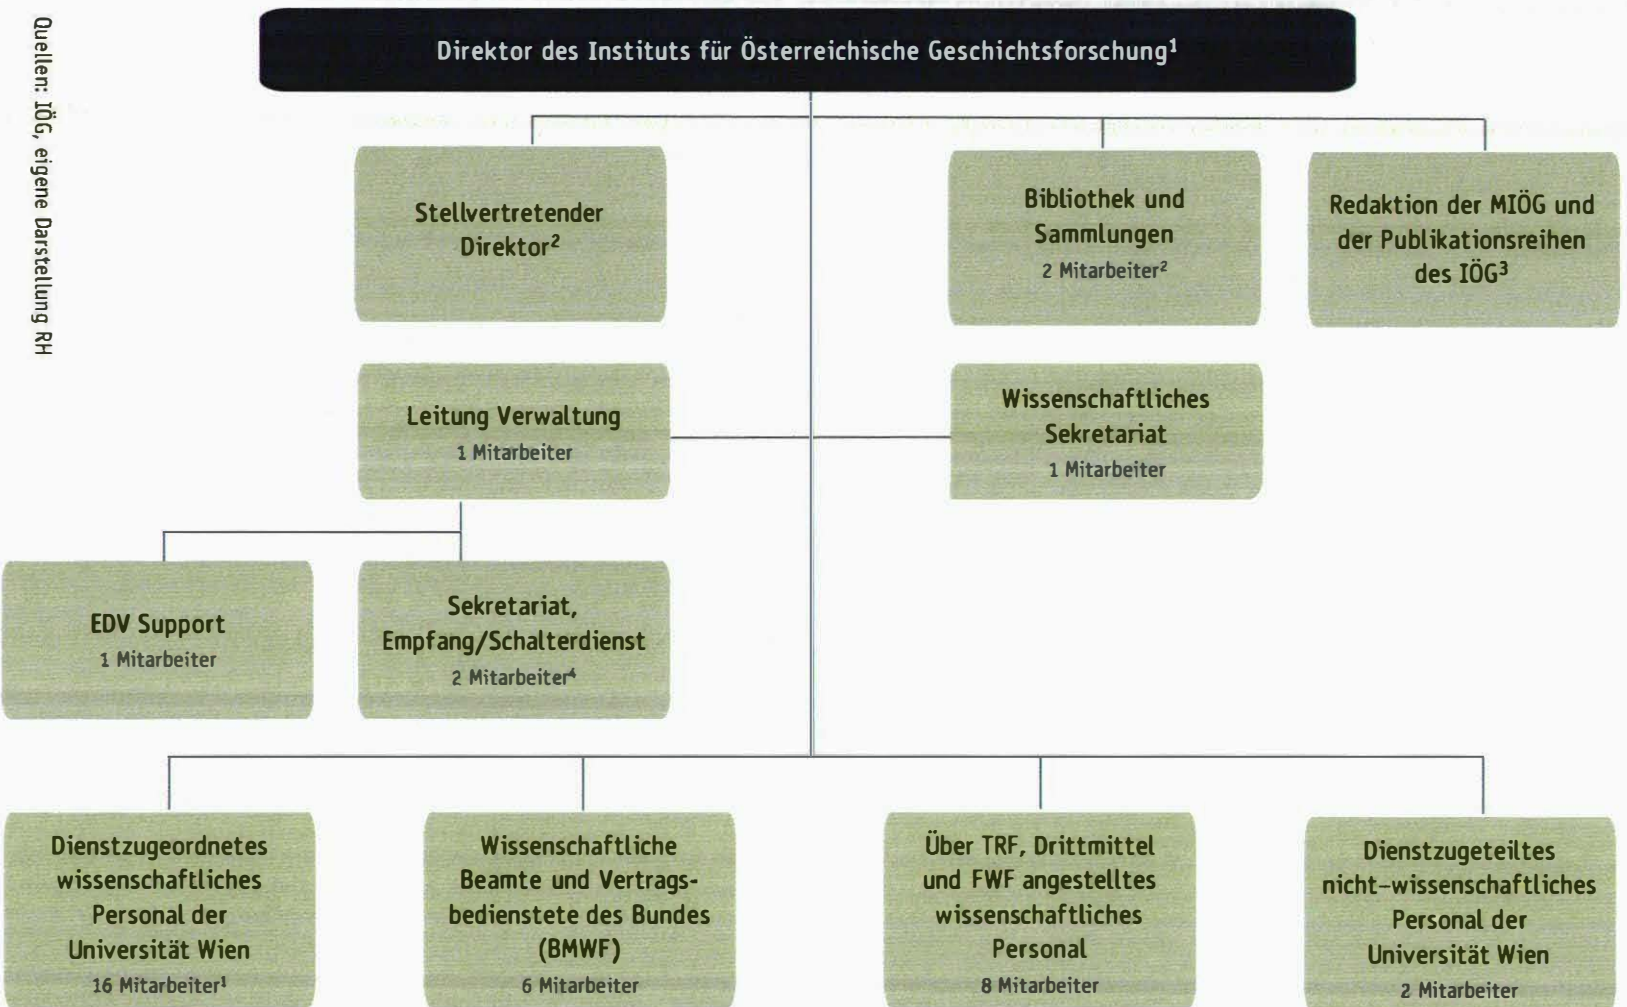 Direktor des Instituts für Österreichische Geschichtsforschung¹
Stellvertretender
Direktor²
Bibliothek und
Sammlungen
2 Mitarbeiter²
Redaktion der MIÖG und
der Publikationsreihen
des IÖG³
Leitung Verwaltung
1 Mitarbeiter
Wissenschaftliches
Sekretariat
1 Mitarbeiter
EDV Support
1 Mitarbeiter
Sekretariat,
Empfang/Schalterdienst
2 Mitarbeiter⁴
Dienstzugeordnetes
wissenschaftliches
Personal der
Universität Wien
16 Mitarbeiter¹
Wissenschaftliche
Beamte und Vertrags-
bedienstete des Bundes
(BMWF)
6 Mitarbeiter
Über TRF, Drittmittel
und FWF angestelltes
wissenschaftliches
Personal
8 Mitarbeiter
Dienstzugeteiltes
nicht–wissenschaftliches
Personal der
Universität Wien
2 Mitarbeiter
Quellen: IÖG, eigene Darstellung RH